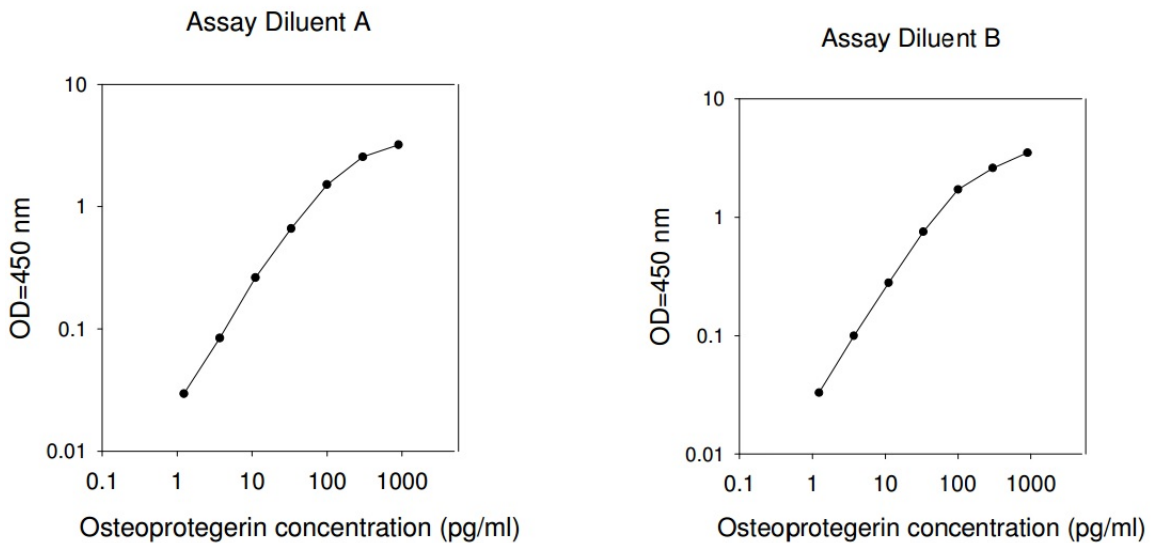 Assay Diluent A
10
1
0.1
0.01
0.1 1 10 100 1000
OD=450 nm
Osteoprotegerin concentration (pg/ml)
Assay Diluent B
10
1
0.1
0.01
0.1 1 10 100 1000
OD=450 nm
Osteoprotegerin concentration (pg/ml)